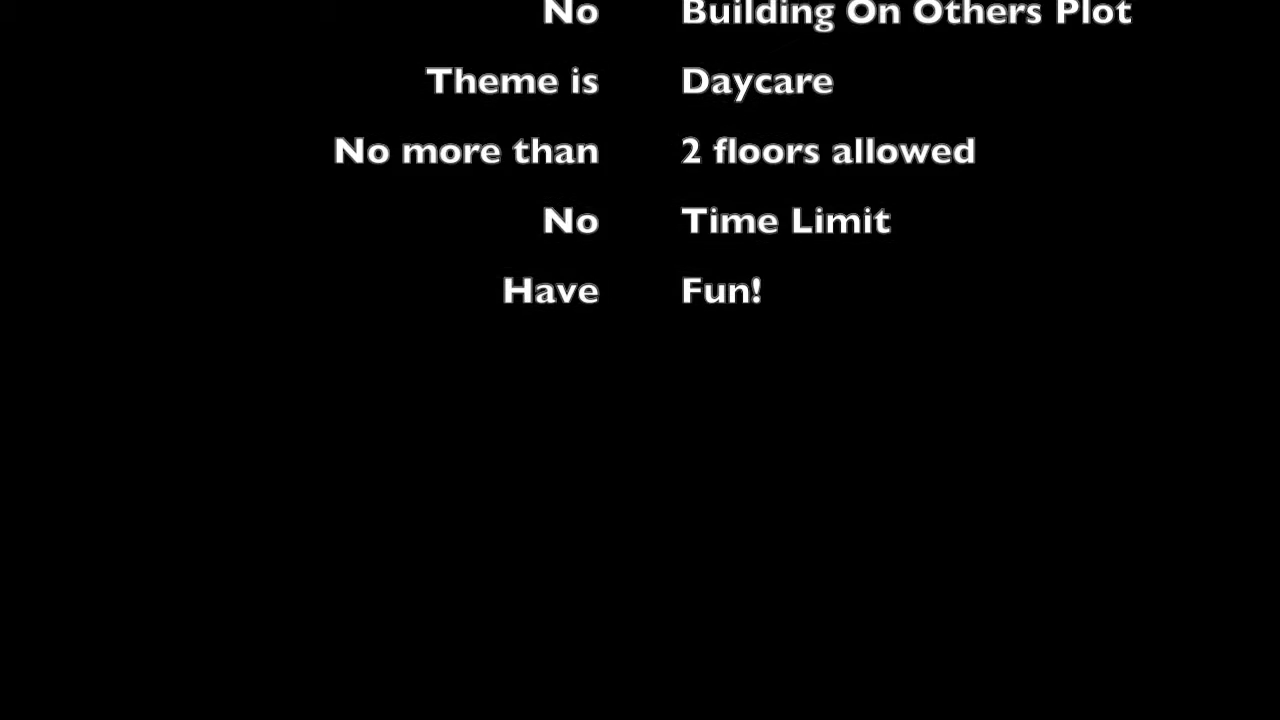 No Building On Others Plot
Theme is Daycare
No more than 2 floors allowed
No Time Limit
Have Fun!